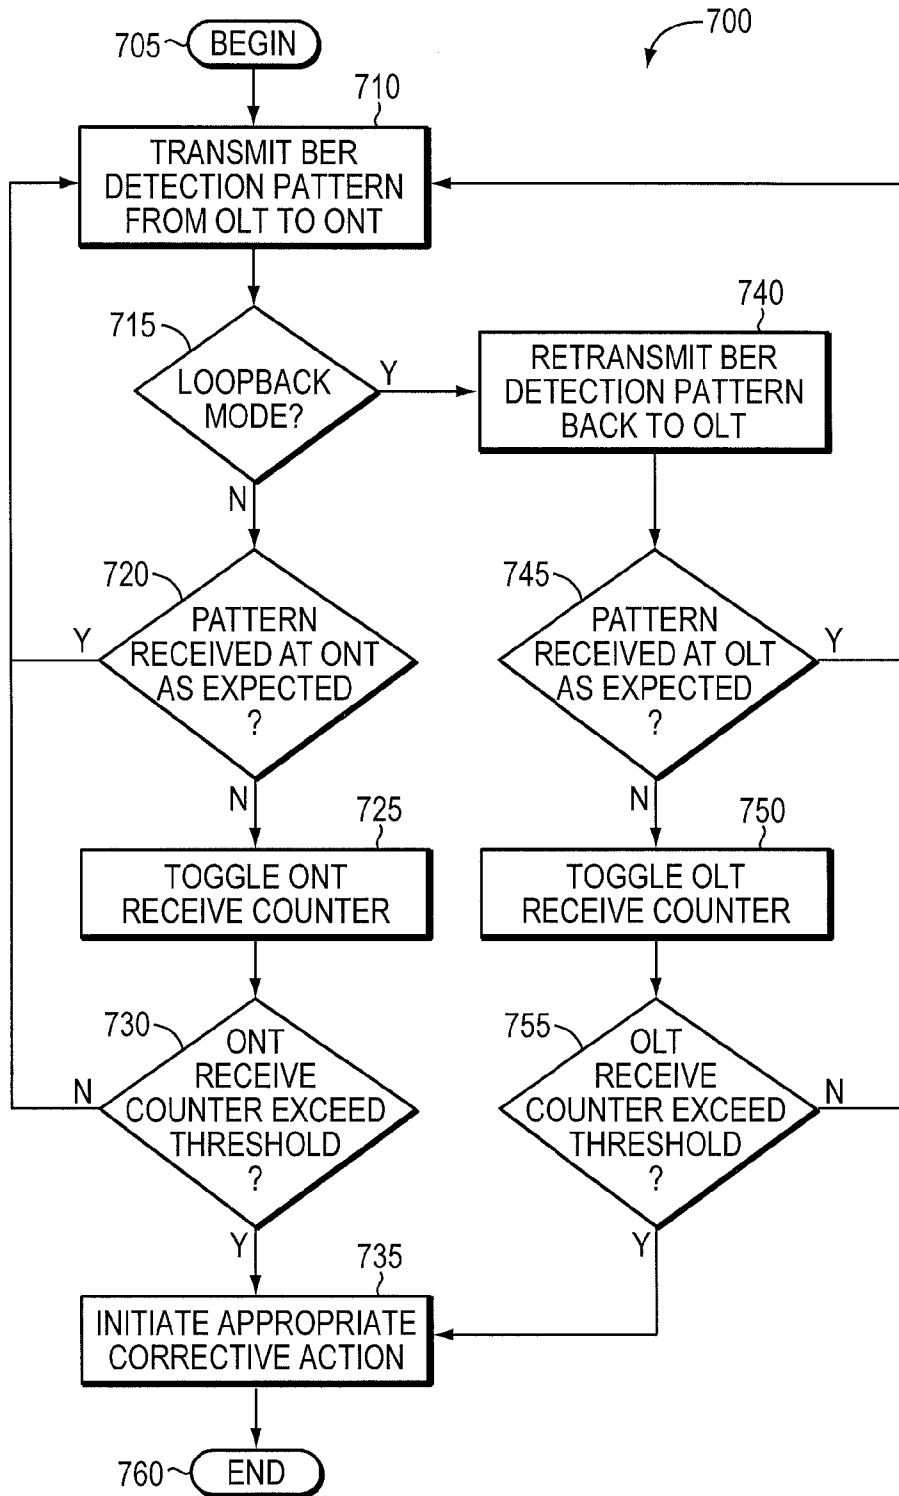 700
705
BEGIN
710
TRANSMIT BER
DETECTION PATTERN
FROM OLT TO ONT
715
LOOPBACK
MODE?
Y
N
740
RETRANSMIT BER
DETECTION PATTERN
BACK TO OLT
720
PATTERN
RECEIVED AT ONT
AS EXPECTED
?
Y
N
745
PATTERN
RECEIVED AT OLT
AS EXPECTED
?
Y
N
725
TOGGLE ONT
RECEIVE COUNTER
750
TOGGLE OLT
RECEIVE COUNTER
730
ONT
RECEIVE
COUNTER EXCEED
THRESHOLD
?
N
Y
755
OLT
RECEIVE
COUNTER EXCEED
THRESHOLD
?
N
Y
735
INITIATE APPROPRIATE
CORRECTIVE ACTION
760
END